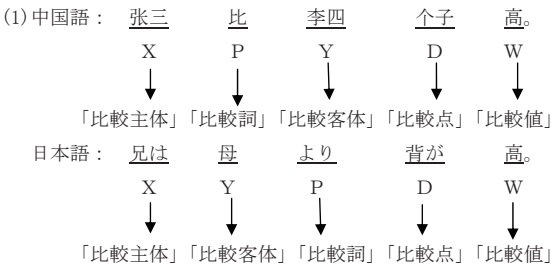 (1)中国語： 张三 比 李四 个子 高。
X P Y D W
「比較主体」「比較詞」「比較客体」「比較点」「比較値」
日本語： 兄は 母 より 背が 高。
X Y P D W
「比較主体」「比較客体」「比較詞」「比較点」「比較値」